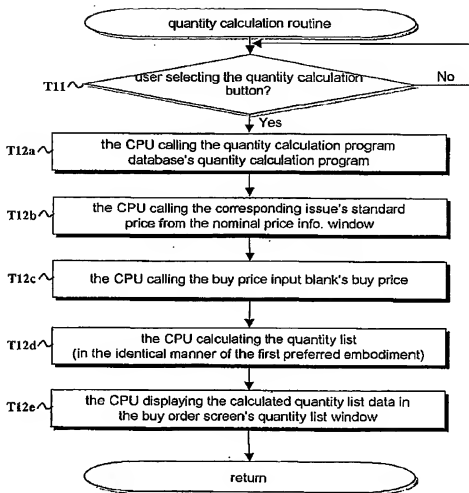 quantity calculation routine
T11
user selecting the quantity calculation
button?
No
Yes
T12a
the CPU calling the quantity calculation program
database's quantity calculation program
T12b
the CPU calling the corresponding issue's standard
price from the nominal price info. window
T12c
the CPU calling the buy price input blank's buy price
T12d
the CPU calculating the quantity list
(in the identical manner of the first preferred embodiment)
T12e
the CPU displaying the calculated quantity list data in
the buy order screen's quantity list window
return